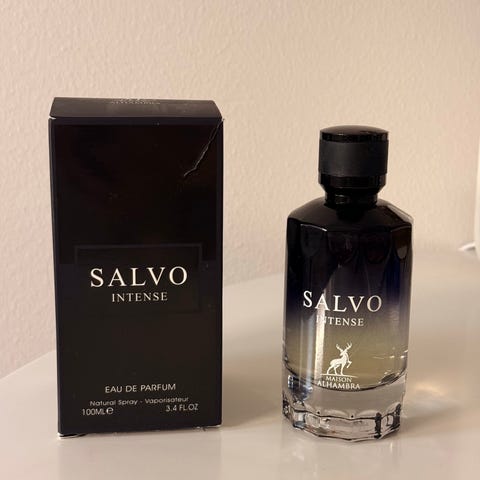 SALVO
INTENSE
EAU DE PARFUM
Natural Spray - Vaporisateur
100ML℮ 3.4 FL.OZ
SALVO
INTENSE
MAISON
ALHAMBRA